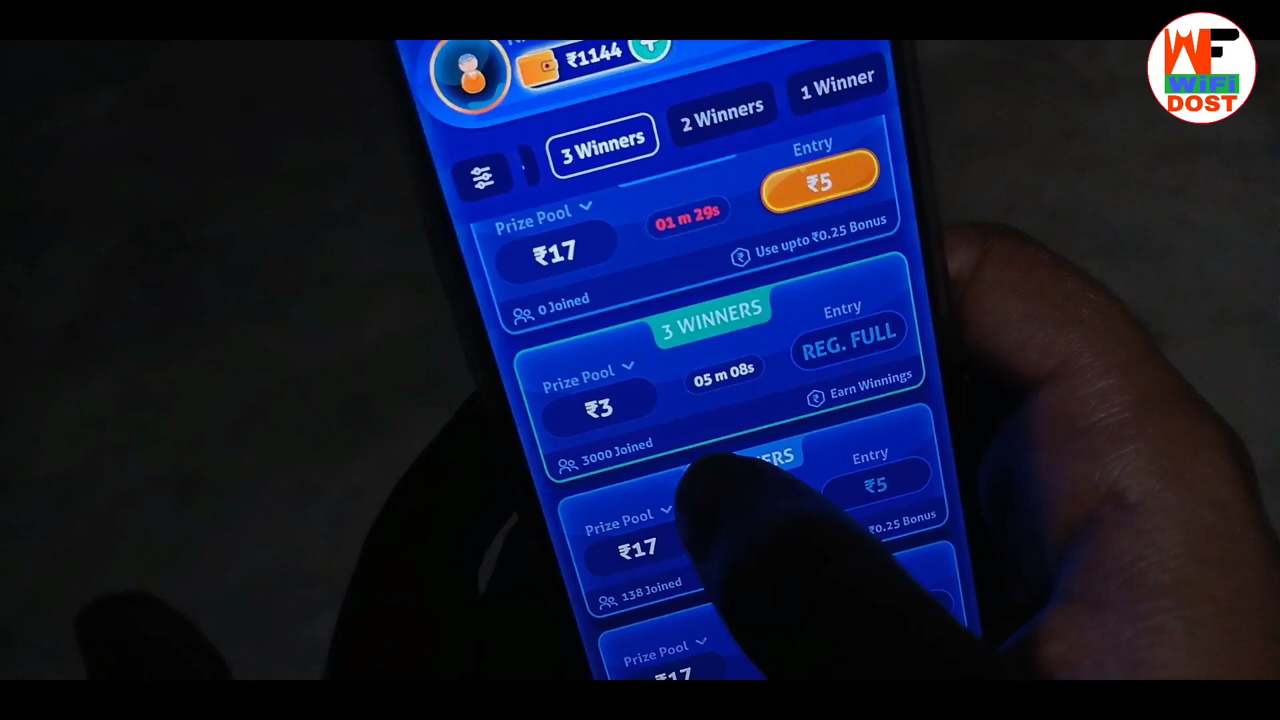 WF
WiFi
DOST
₹1144
3 Winners
2 Winners
1 Winner
Entry
₹5
Prize Pool
01 m 29s
₹17
Use upto ₹0.25 Bonus
0 Joined
3 WINNERS
Entry
REG. FULL
Prize Pool
05 m 08s
₹3
Earn Winnings
3000 Joined
Entry
₹5
Prize Pool
₹17
₹0.25 Bonus
138 Joined
Prize Pool
₹17